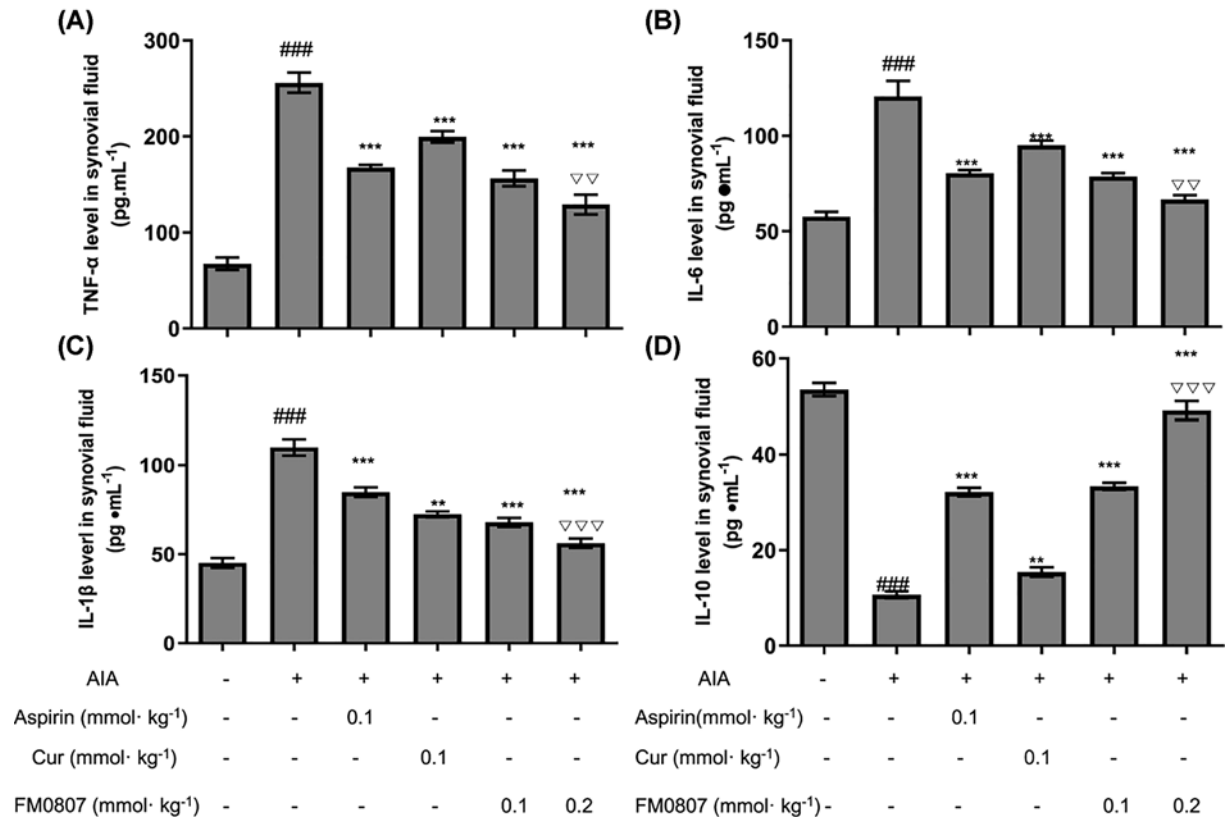 (A)
TNF-α level in synovial fluid
(pg.mL-1)
300
200
100
0
###
***
***
***
***
▽▽
(B)
IL-6 level in synovial fluid
(pg ●mL-1)
150
100
50
0
###
***
***
***
***
▽▽
(C)
IL-1β leverl in synovial fluid
(pg •mL-1)
150
100
50
0
###
***
**
***
***
▽▽▽
(D)
IL-10 level in synovial fluid
(pg •mL-1)
60
40
20
0
###
***
**
***
***
▽▽▽
AIA - + + + + +
Aspirin (mmol· kg-1) - - 0.1 - - -
Cur (mmol· kg-1) - - - 0.1 - -
FM0807 (mmol· kg-1) - - - - 0.1 0.2
AIA - + + + + +
Aspirin(mmol· kg-1) - - 0.1 - - -
Cur (mmol· kg-1) - - - 0.1 - -
FM0807 (mmol· kg-1) - - - - 0.1 0.2